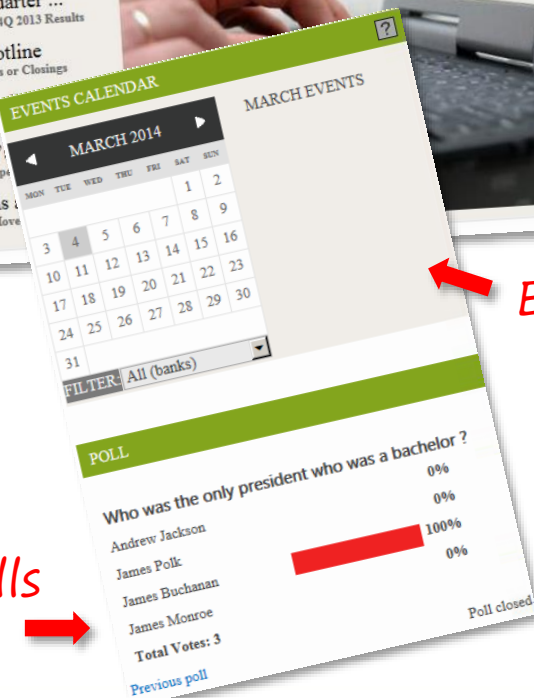 4Q 2013 Results
or Closings
EVENTS CALENDAR
?
MARCH 2014
MARCH EVENTS
MON TUE WED THU FRI SAT SUN
1 2
3 4 5 6 7 8 9
10 11 12 13 14 15 16
17 18 19 20 21 22 23
24 25 26 27 28 29 30
31
FILTER: All (banks)
POLL
Who was the only president who was a bachelor ?
Andrew Jackson 0%
James Polk 0%
James Buchanan 100%
James Monroe 0%
Total Votes: 3
Poll closed
Previous poll